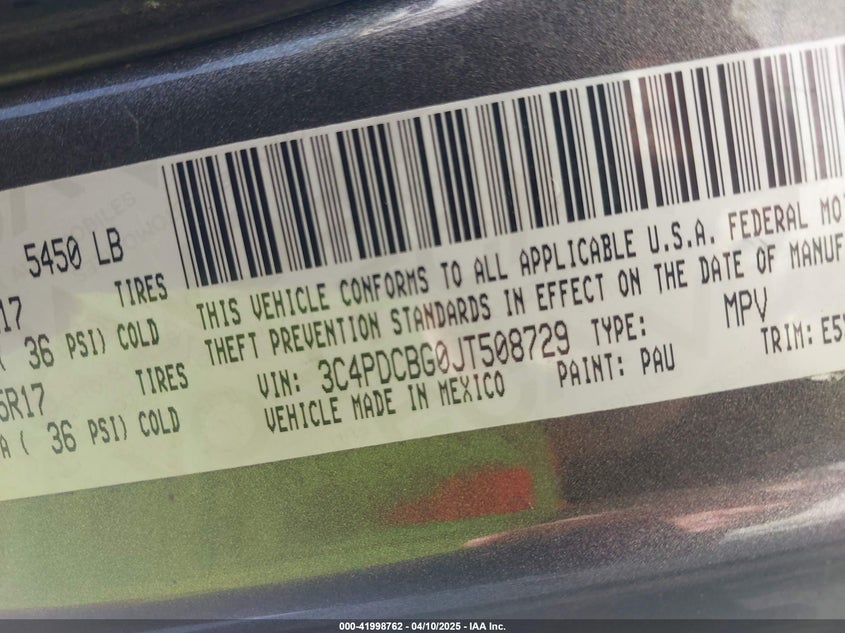 5450 LB
17 TIRES
( 36 PSI) COLD
5R17 TIRES
A ( 36 PSI) COLD
THIS VEHICLE CONFORMS TO ALL APPLICABLE U.S.A. FEDERAL MO
THEFT PREVENTION STANDARDS IN EFFECT ON THE DATE OF MANUF
VIN: 3C4PDCBG0JT508729 TYPE: MPV
VEHICLE MADE IN MEXICO PAINT: PAU TRIM: E5
000-41998762 - 04/10/2025 - IAA Inc.